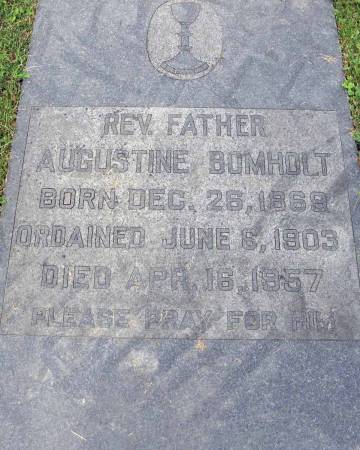 REV. FATHER
AUGUSTINE BOMHOLT
BORN DEC. 26, 1869
ORDAINED JUNE 6, 1903
DIED APR. 16, 1957
PLEASE PRAY FOR HIM